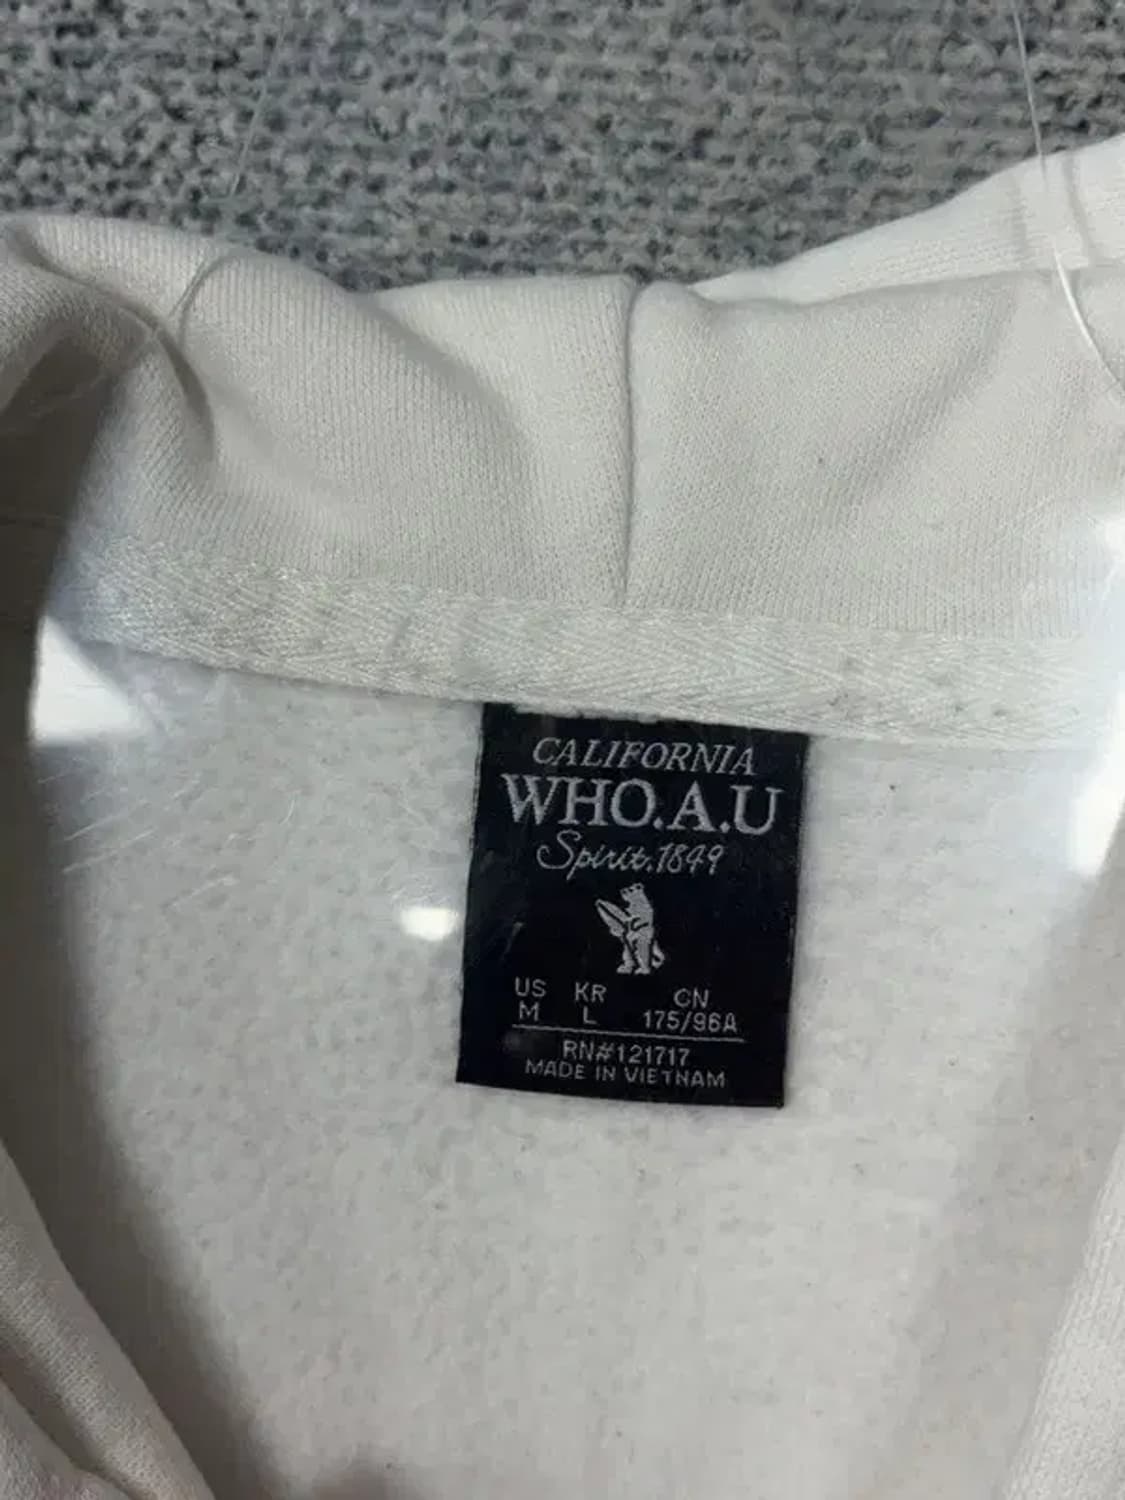 CALIFORNIA
WHO.A.U
Spirit.1849
US KR CN
M L 175/96A
RN#121717
MADE IN VIETNAM